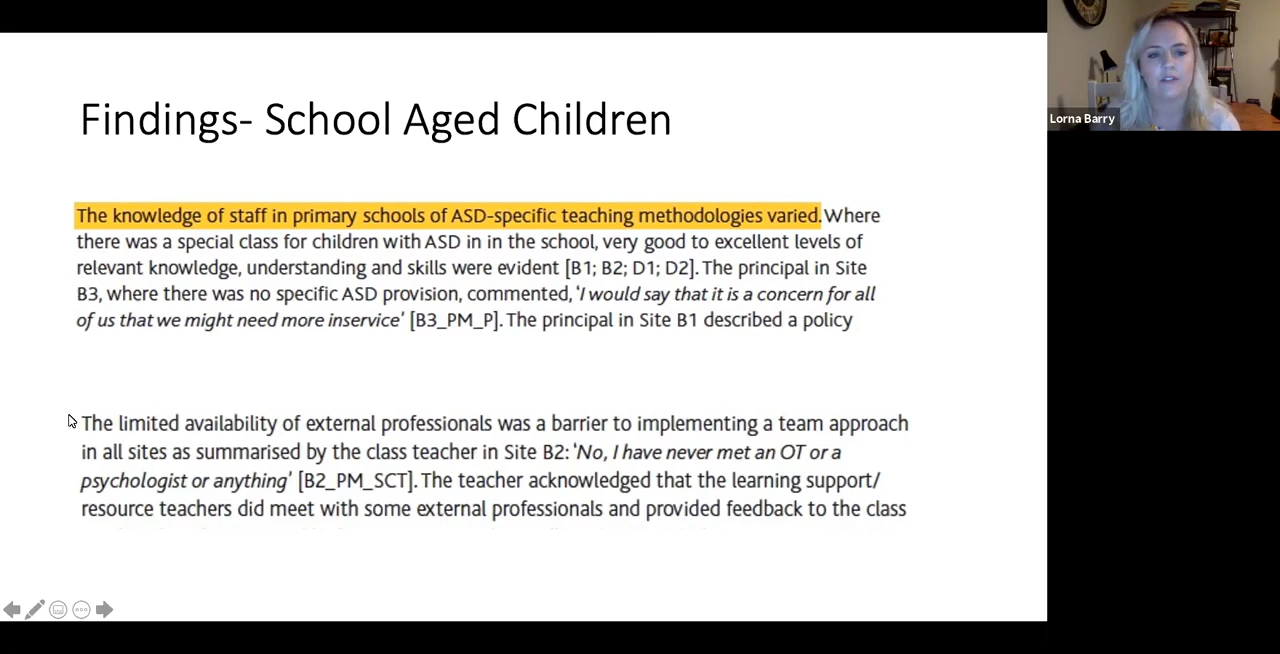 Findings- School Aged Children
The knowledge of staff in primary schools of ASD-specific teaching methodologies varied. Where
there was a special class for children with ASD in in the school, very good to excellent levels of
relevant knowledge, understanding and skills were evident [B1; B2; D1; D2]. The principal in Site
B3, where there was no specific ASD provision, commented, ‘I would say that it is a concern for all
of us that we might need more inservice’ [B3_PM_P]. The principal in Site B1 described a policy
The limited availability of external professionals was a barrier to implementing a team approach
in all sites as summarised by the class teacher in Site B2: ‘No, I have never met an OT or a
psychologist or anything’ [B2_PM_SCT]. The teacher acknowledged that the learning support/
resource teachers did meet with some external professionals and provided feedback to the class
Lorna Barry